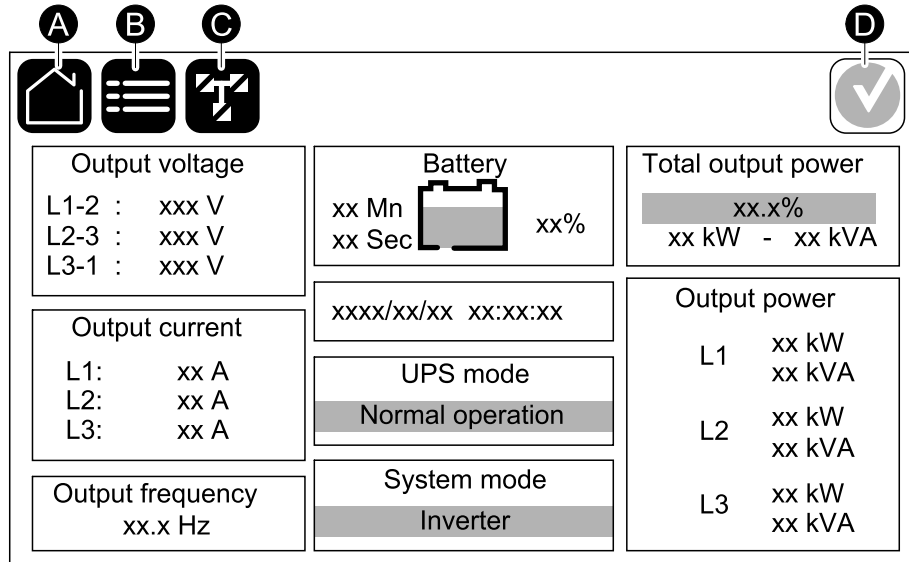 A
B
C
D
Output voltage
L1-2 : xxx V
L2-3 : xxx V
L3-1 : xxx V
Output current
L1: xx A
L2: xx A
L3: xx A
Output frequency
xx.x Hz
Battery
xx Mn
xx Sec
xx%
xxxx/xx/xx xx:xx:xx
UPS mode
Normal operation
System mode
Inverter
Total output power
xx.x%
xx kW - xx kVA
Output power
L1 xx kW
xx kVA
L2 xx kW
xx kVA
L3 xx kW
xx kVA